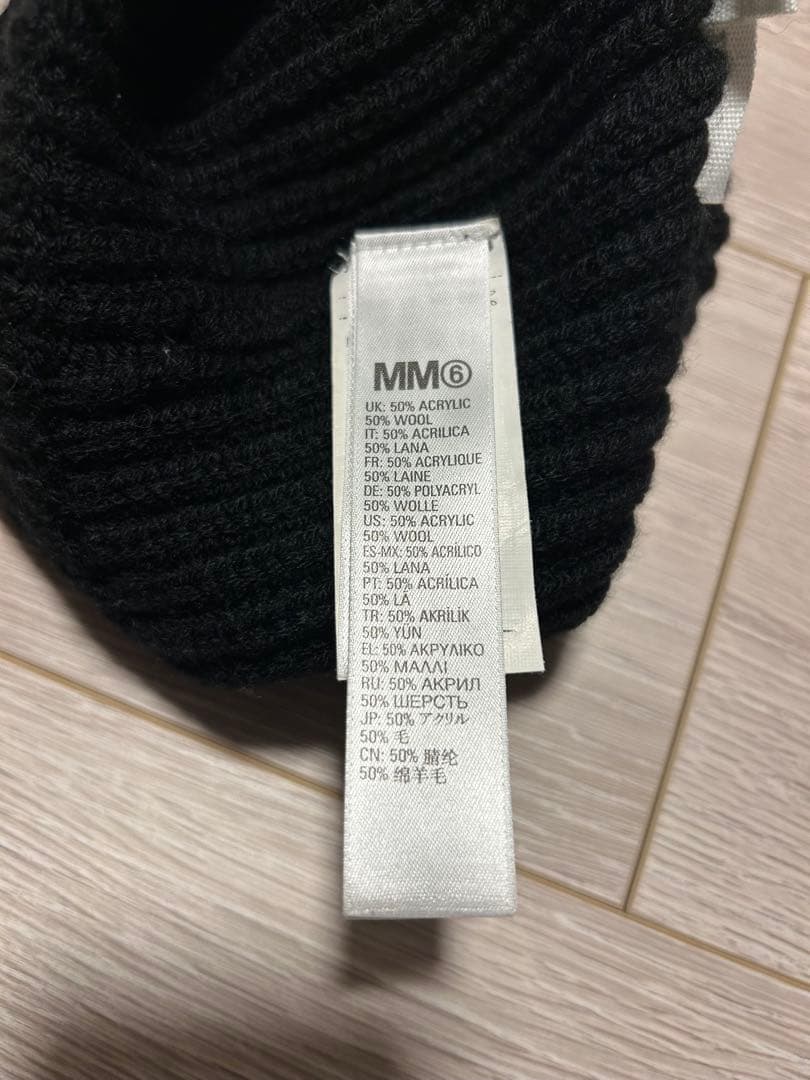 MM⑥
UK: 50% ACRYLIC
50% WOOL
IT: 50% ACRILICA
50% LANA
FR: 50% ACRYLIQUE
50% LAINE
DE: 50% POLYACRYL
50% WOLLE
US: 50% ACRYLIC
50% WOOL
ES-MX: 50% ACRÍLICO
50% LANA
PT: 50% ACRÍLICA
50% LÃ
TR: 50% AKRİLİK
50% YÜN
EL: 50% ΑΚΡΥΛΙΚΟ
50% ΜΑΛΛΙ
RU: 50% АКРИЛ
50% ШЕРСТЬ
JP: 50% アクリル
50% 毛
CN: 50% 腈纶
50% 绵羊毛